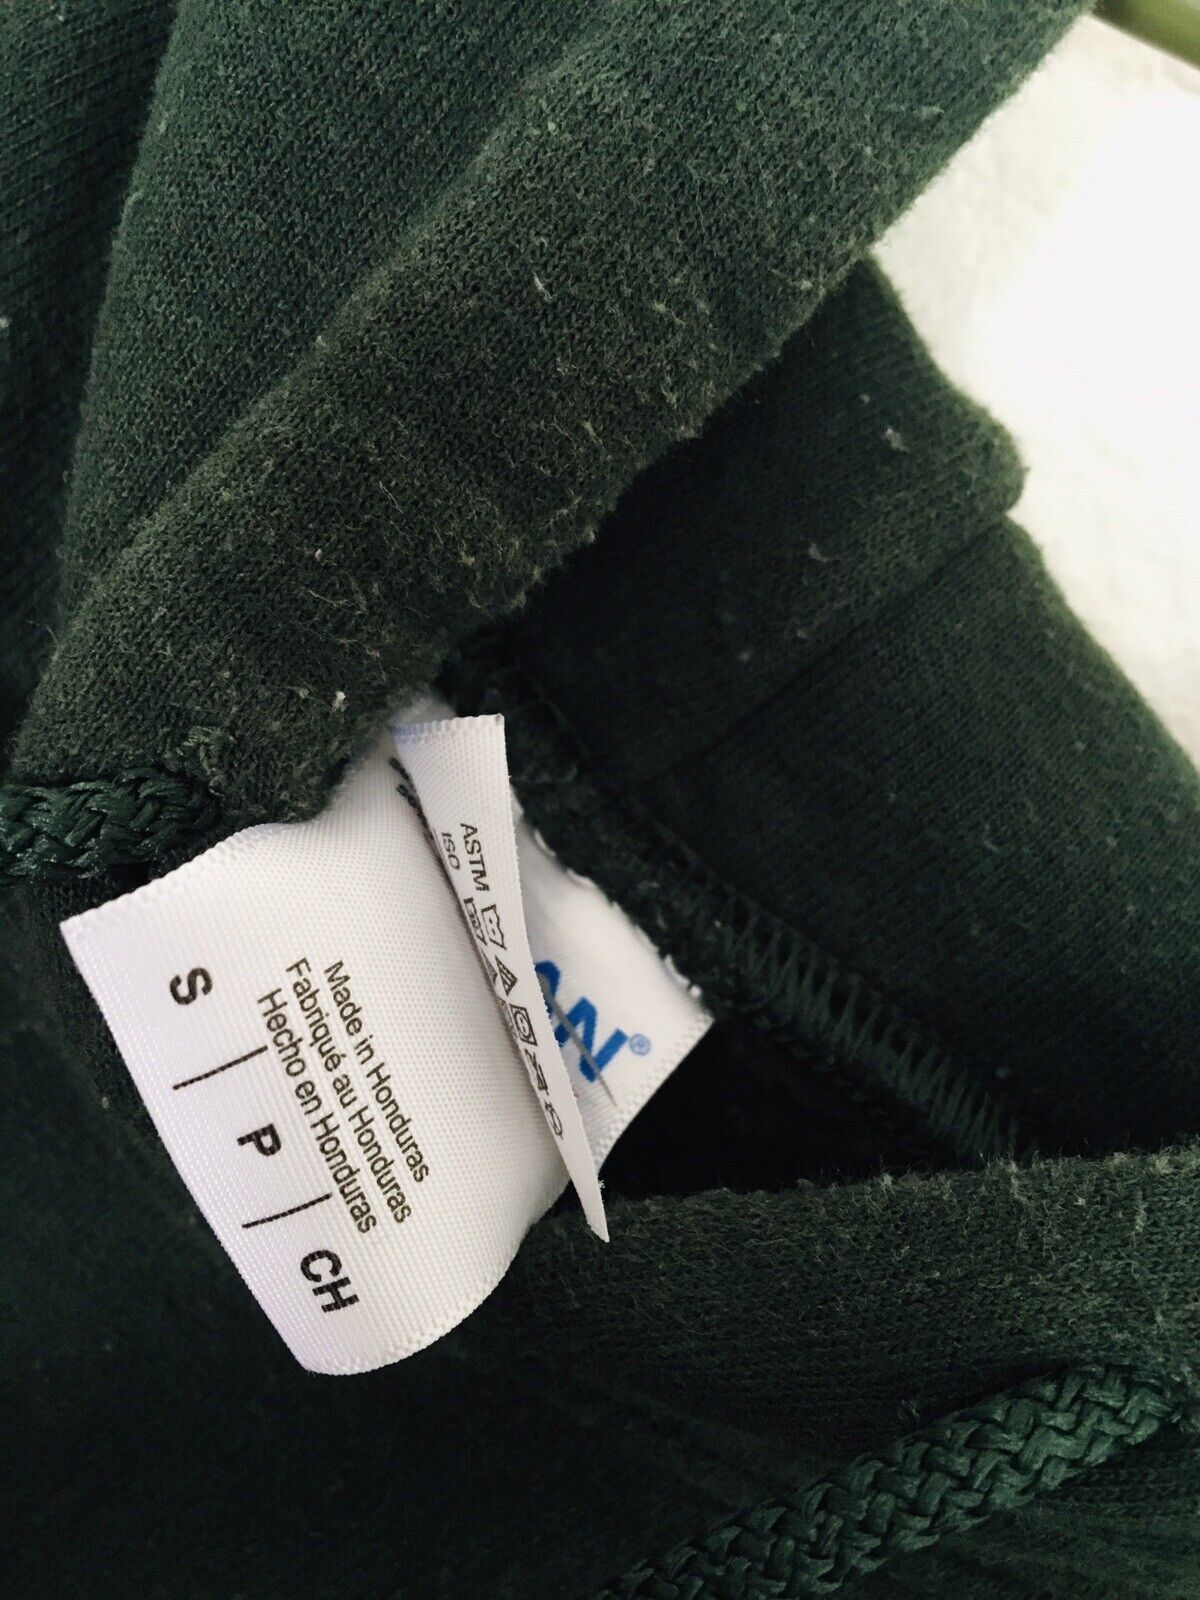 Made in Honduras
Fabriqué au Honduras
Hecho en Honduras
S | P | CH
ASTM
ISO
AN®